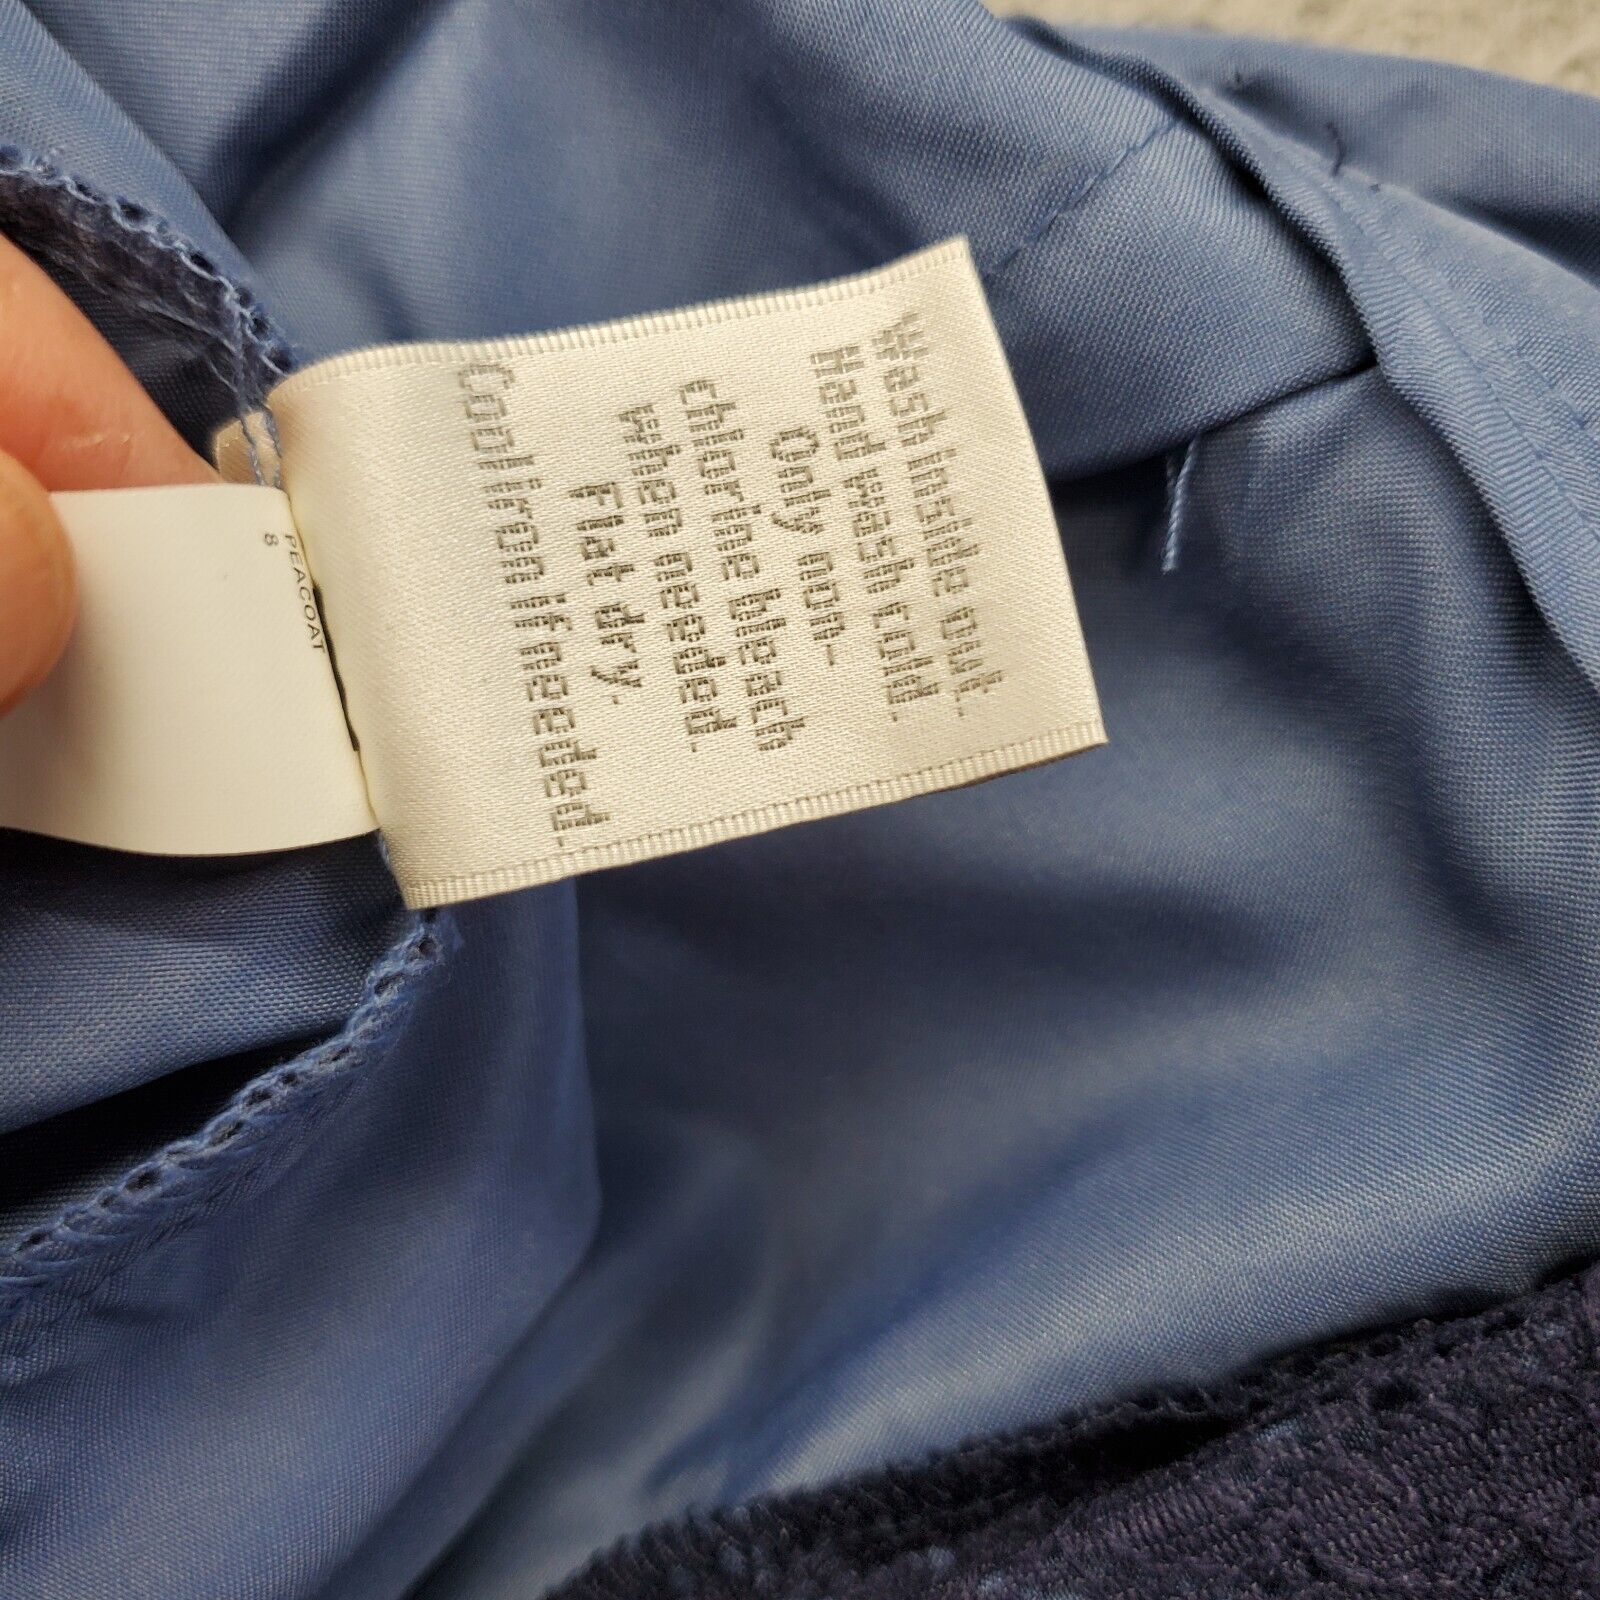 Wash inside out.
Hand wash cold.
Only non-
chlorine bleach
when needed.
Flat dry.
Cool iron if needed.
PEACOAT
8